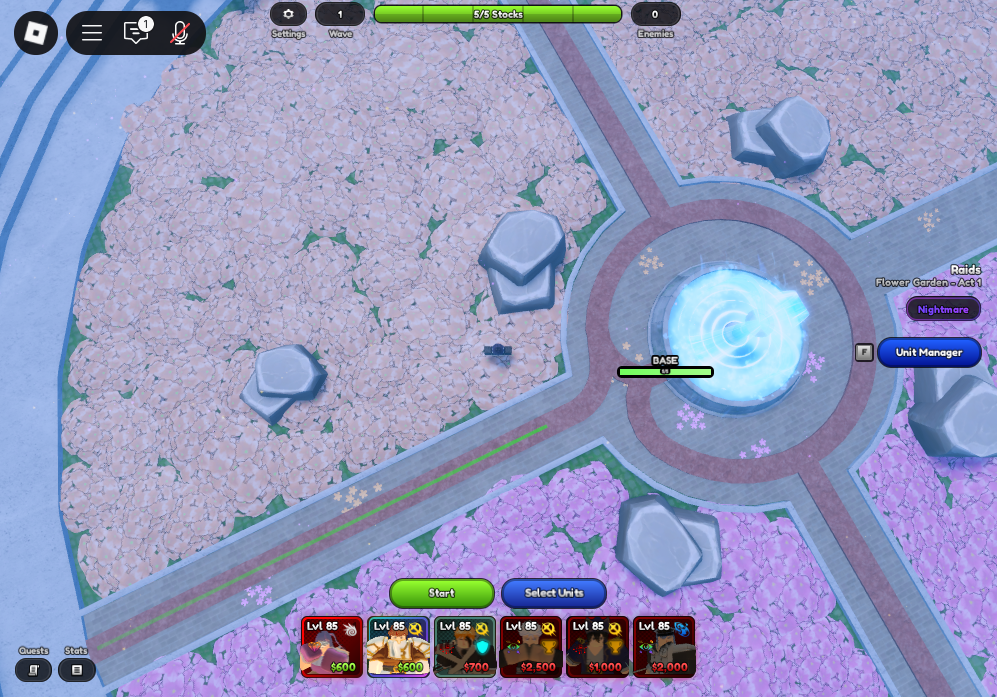 1
5/5 Stocks
1
0
Settings
Wave
Enemies
Raids
Flower Garden - Act 1
Nightmare
F
Unit Manager
BASE
Start
Select Units
Lvl 85
Lvl 85
Lvl 85
Lvl 85
Lvl 85
Lvl 85
$600
$600
$700
$2,500
$1,000
$2,000
Quests
Stats